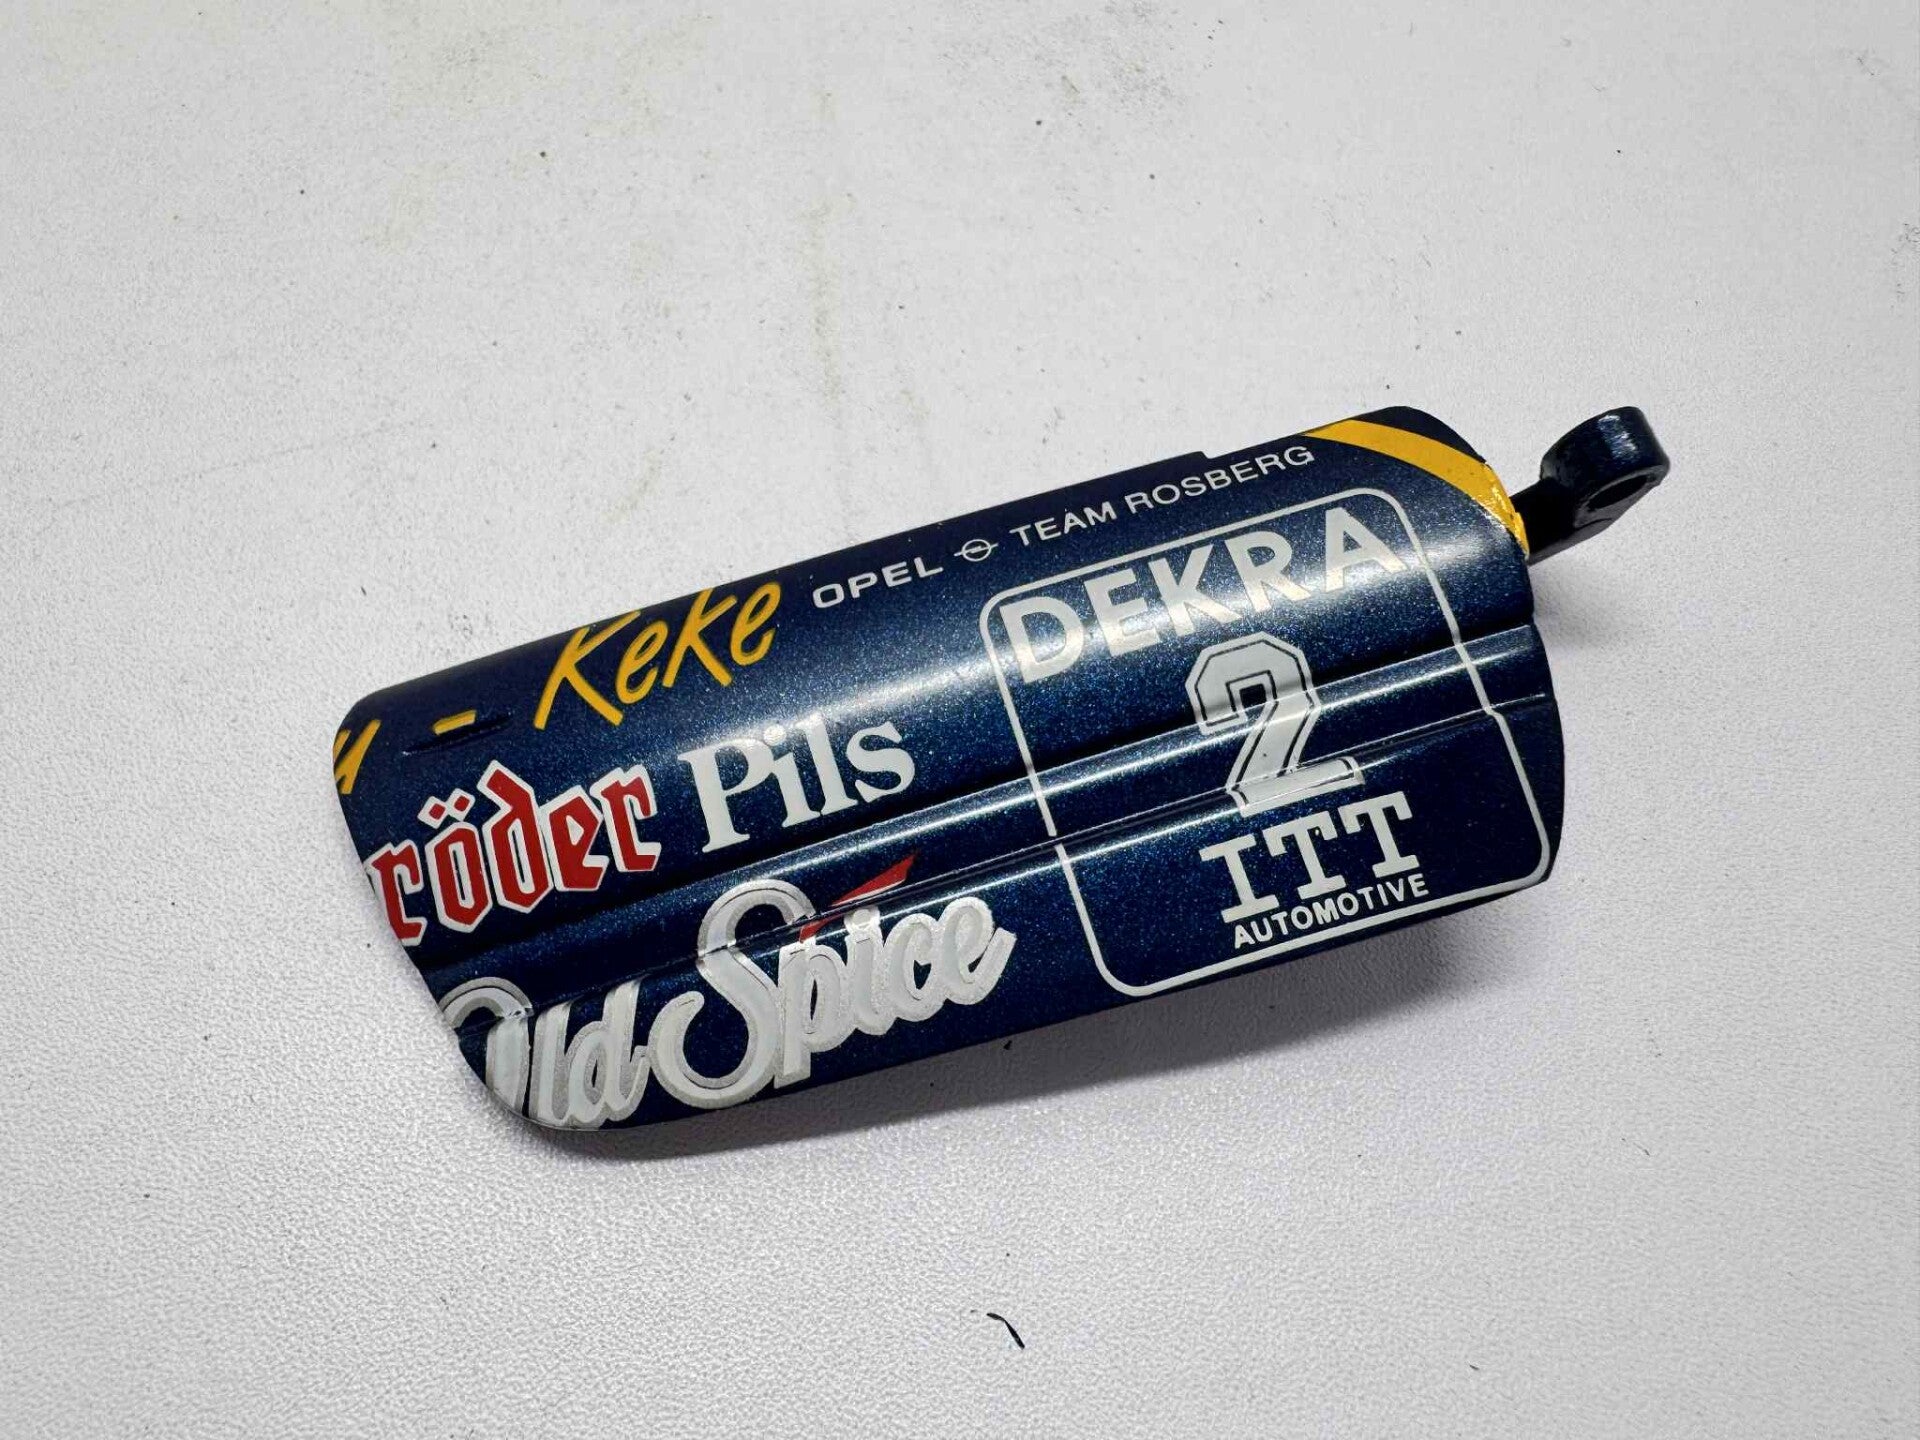 OPEL TEAM ROSBERG
u - Keke
röder Pils
Old Spice
DEKRA
2
ITT
AUTOMOTIVE